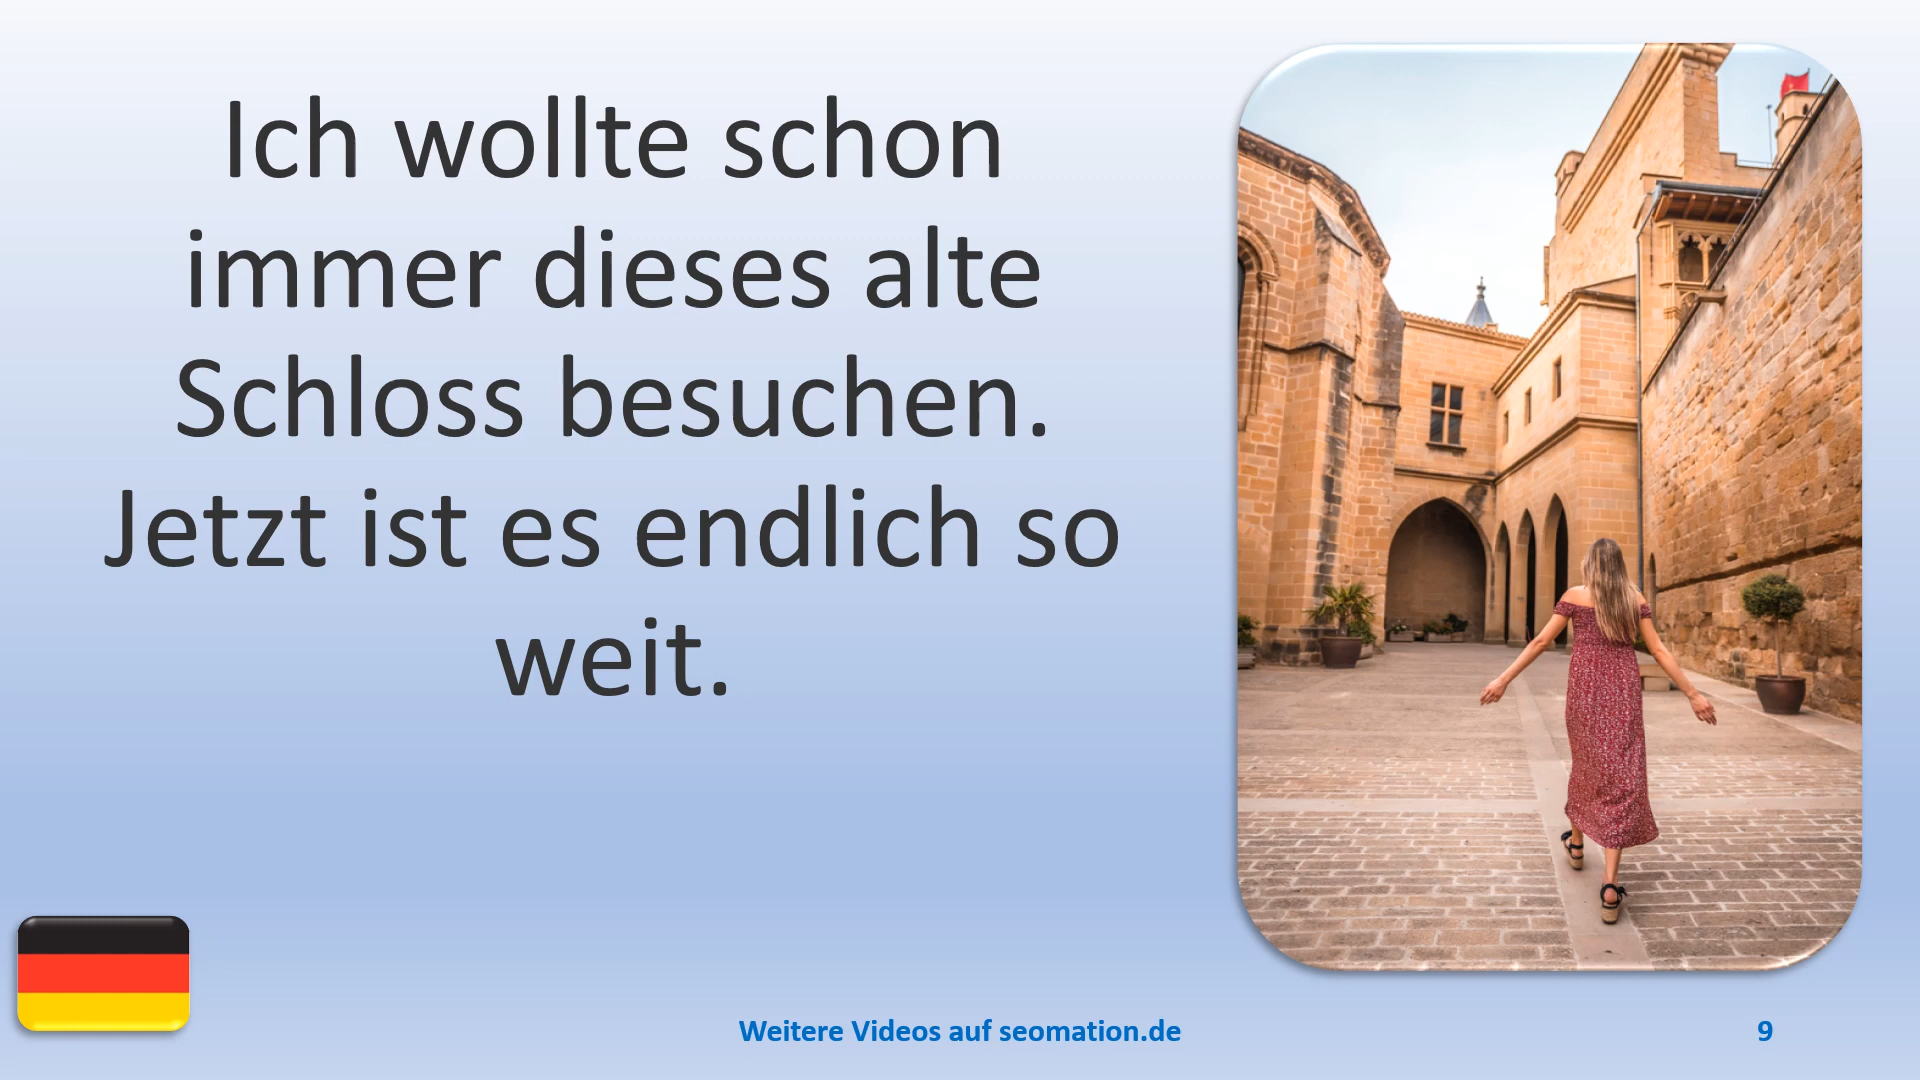 Ich wollte schon
immer dieses alte
Schloss besuchen.
Jetzt ist es endlich so
weit.
Weitere Videos auf seomation.de
9